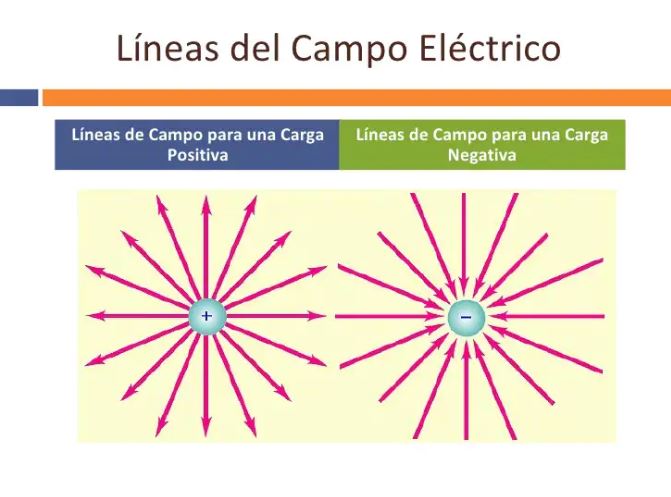 Líneas del Campo Eléctrico
Líneas de Campo para una Carga
Positiva
Líneas de Campo para una Carga
Negativa
+
−